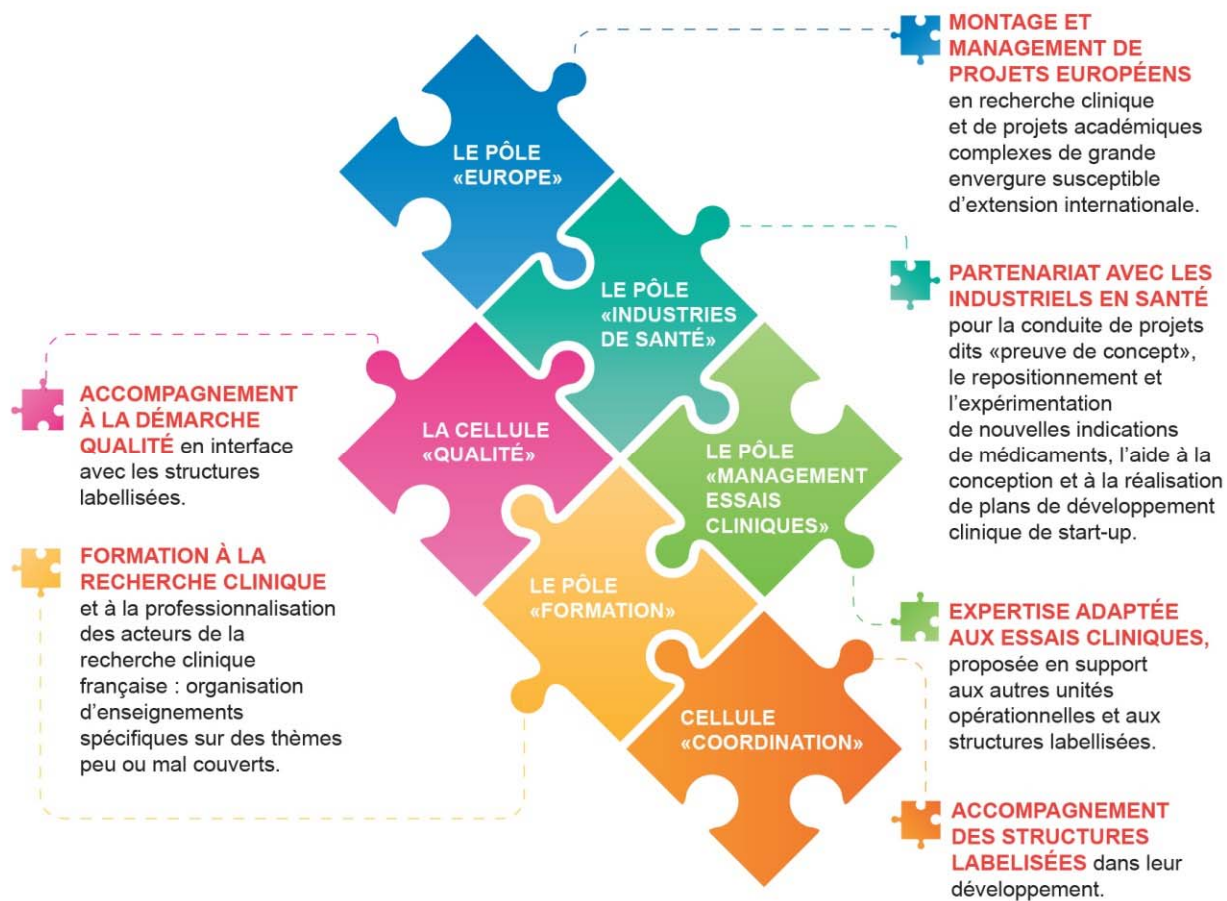 MONTAGE ET
MANAGEMENT DE
PROJETS EUROPÉENS
en recherche clinique
et de projets académiques
complexes de grande
envergure susceptible
d'extension internationale.
LE PÔLE
«EUROPE»
LE PÔLE
«INDUSTRIES
DE SANTÉ»
PARTENARIAT AVEC LES
INDUSTRIELS EN SANTÉ
pour la conduite de projets
dits «preuve de concept»,
le repositionnement et
l'expérimentation
de nouvelles indications
de médicaments, l'aide à la
conception et à la réalisation
de plans de développement
clinique de start-up.
ACCOMPAGNEMENT
À LA DÉMARCHE
QUALITÉ en interface
avec les structures
labellisées.
LA CELLULE
«QUALITÉ»
LE PÔLE
«MANAGEMENT
ESSAIS
CLINIQUES»
FORMATION À LA
RECHERCHE CLINIQUE
et à la professionnalisation
des acteurs de la
recherche clinique
française : organisation
d'enseignements
spécifiques sur des thèmes
peu ou mal couverts.
LE PÔLE
«FORMATION»
EXPERTISE ADAPTÉE
AUX ESSAIS CLINIQUES,
proposée en support
aux autres unités
opérationnelles et aux
structures labellisées.
CELLULE
«COORDINATION»
ACCOMPAGNEMENT
DES STRUCTURES
LABELISÉES dans leur
développement.